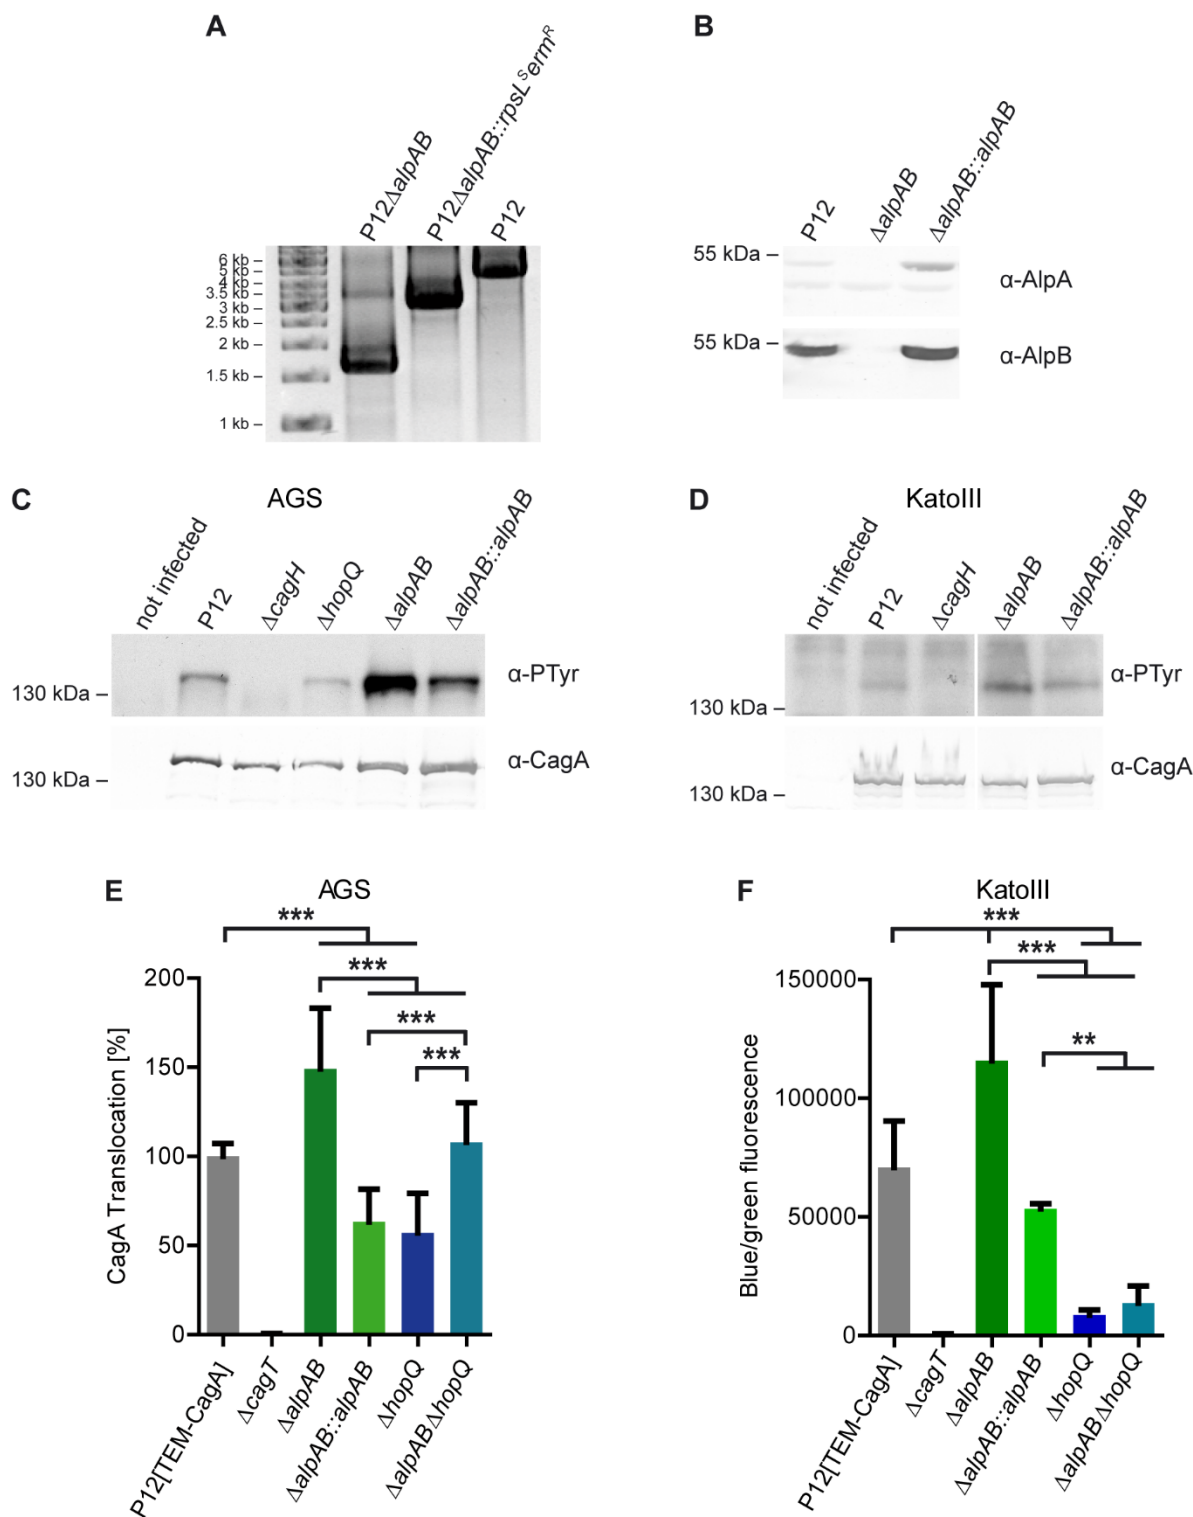 A
P12ΔalpAB
P12ΔalpAB::rpsLSermR
P12
6 kb –
5 kb –
4 kb –
3.5 kb –
3 kb –
2.5 kb –
2 kb –
1.5 kb –
1 kb –
B
P12
ΔalpAB
ΔalpAB::alpAB
55 kDa –
α-AlpA
55 kDa –
α-AlpB
C
AGS
not infected
P12
ΔcagH
ΔhopQ
ΔalpAB
ΔalpAB::alpAB
130 kDa –
α-PTyr
130 kDa –
α-CagA
D
KatoIII
not infected
P12
ΔcagH
ΔalpAB
ΔalpAB::alpAB
130 kDa –
α-PTyr
130 kDa –
α-CagA
E
AGS
***
***
***
***
CagA Translocation [%]
200
150
100
50
0
P12[TEM-CagA]
ΔcagT
ΔalpAB
ΔalpAB::alpAB
ΔhopQ
ΔalpABΔhopQ
F
KatoIII
***
***
**
Blue/green fluorescence
150000
100000
50000
0
P12[TEM-CagA]
ΔcagT
ΔalpAB
ΔalpAB::alpAB
ΔhopQ
ΔalpABΔhopQ